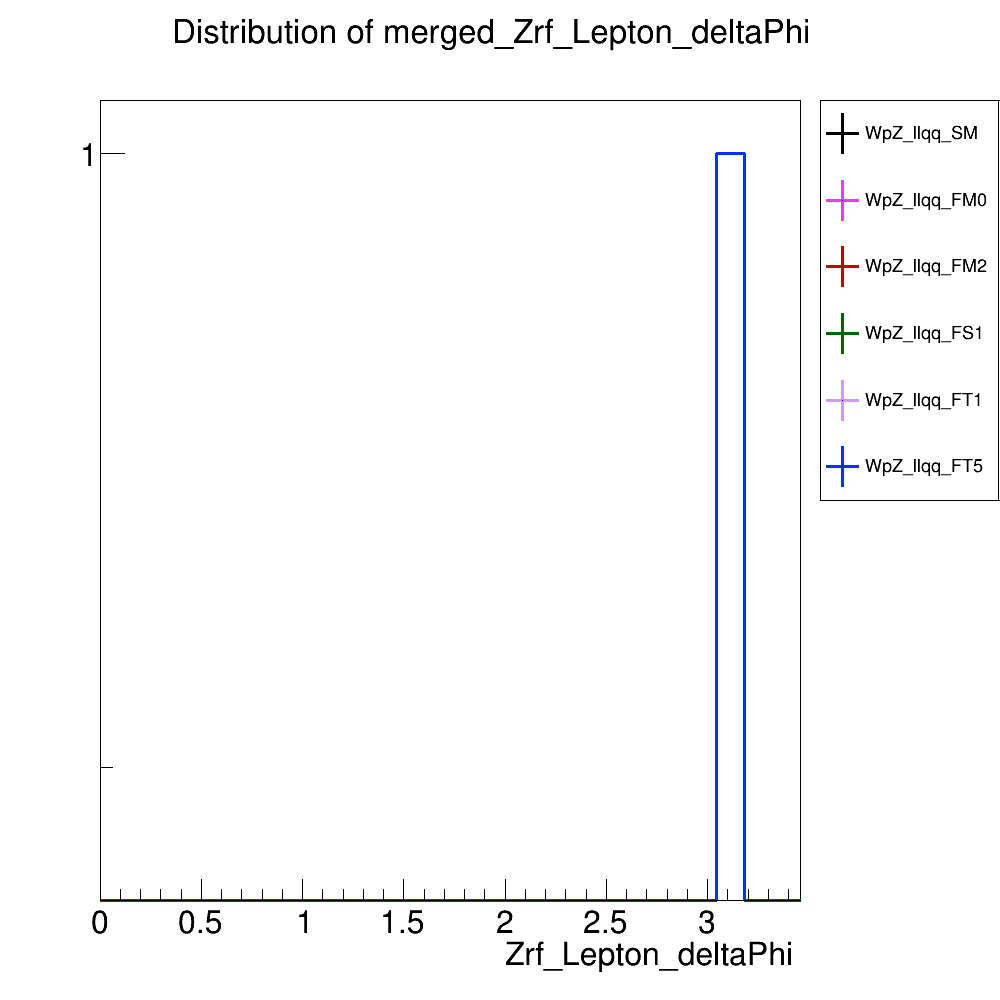 Distribution of merged_Zrf_Lepton_deltaPhi
1
WpZ_llqq_SM
WpZ_llqq_FM0
WpZ_llqq_FM2
WpZ_llqq_FS1
WpZ_llqq_FT1
WpZ_llqq_FT5
0 0.5 1 1.5 2 2.5 3
Zrf_Lepton_deltaPhi